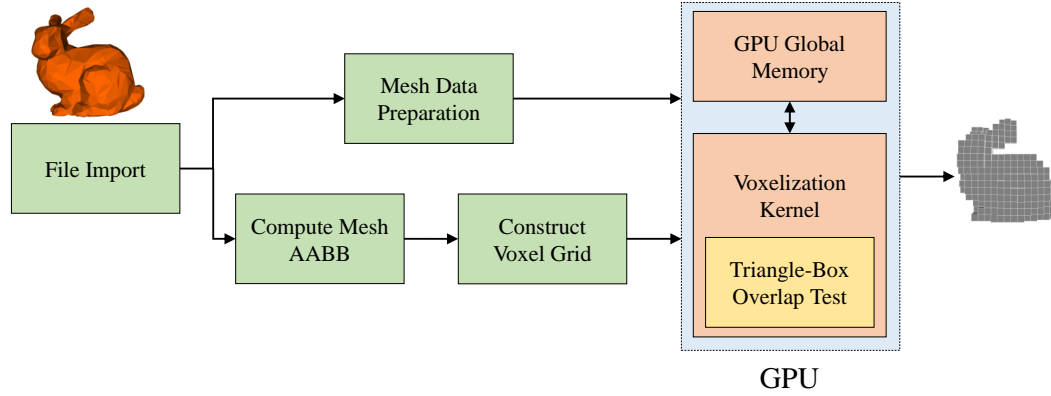 File Import
Mesh Data
Preparation
Compute Mesh
AABB
Construct
Voxel Grid
GPU Global
Memory
Voxelization
Kernel
Triangle-Box
Overlap Test
GPU